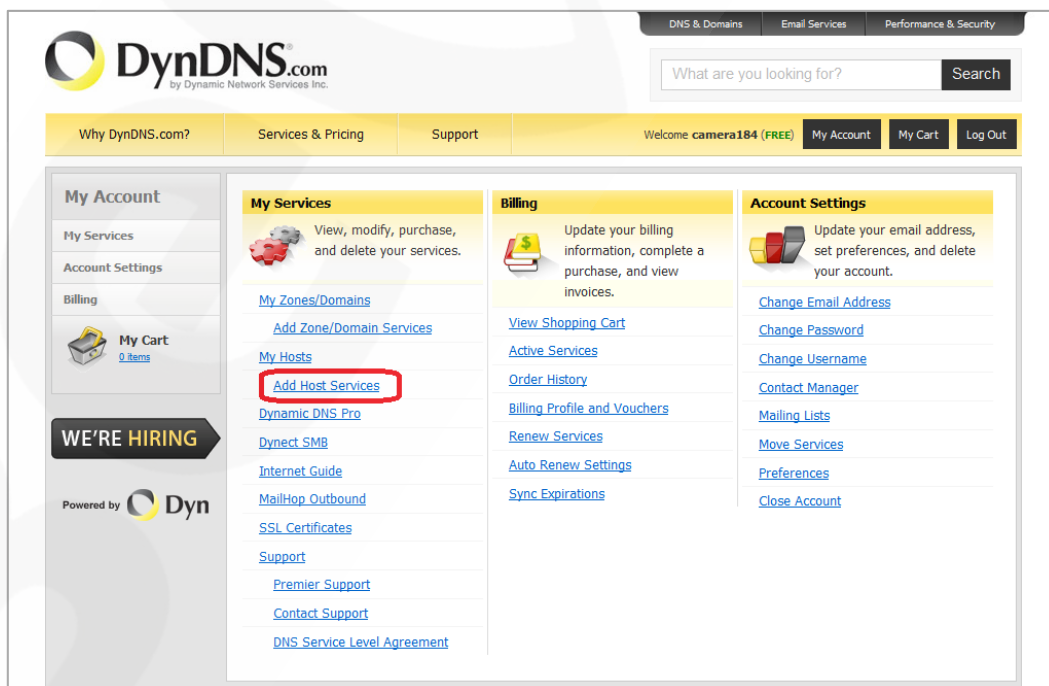 DNS & Domains Email Services Performance & Security
DynDNS.com
by Dynamic Network Services Inc.
What are you looking for? Search
Why DynDNS.com? Services & Pricing Support Welcome camera184 (FREE) My Account My Cart Log Out
My Account
My Services
Account Settings
Billing
My Cart
0 items
WE'RE HIRING
Powered by Dyn
My Services
View, modify, purchase,
and delete your services.
My Zones/Domains
Add Zone/Domain Services
My Hosts
Add Host Services
Dynamic DNS Pro
Dynect SMB
Internet Guide
MailHop Outbound
SSL Certificates
Support
Premier Support
Contact Support
DNS Service Level Agreement
Billing
Update your billing
information, complete a
purchase, and view
invoices.
View Shopping Cart
Active Services
Order History
Billing Profile and Vouchers
Renew Services
Auto Renew Settings
Sync Expirations
Account Settings
Update your email address,
set preferences, and delete
your account.
Change Email Address
Change Password
Change Username
Contact Manager
Mailing Lists
Move Services
Preferences
Close Account